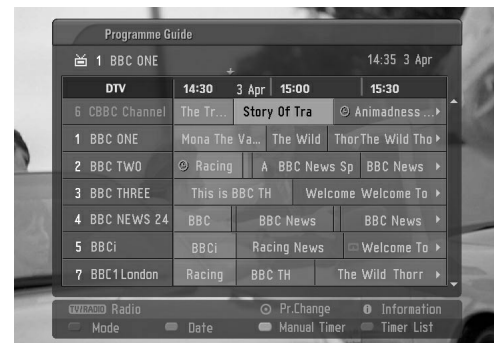 Programme Guide
1 BBC ONE 14:35 3 Apr
DTV 14:30 3 Apr 15:00 15:30
6 CBBC Channel The Tr... Story Of Tra Animadness ...
1 BBC ONE Mona The Va... The Wild ThorThe Wild Tho
2 BBC TWO Racing A BBC News Sp BBC News
3 BBC THREE This is BBC TH Welcome Welcome To
4 BBC NEWS 24 BBC BBC News BBC News
5 BBCi BBCi Racing News Welcome To
7 BBC1London Racing BBC TH The Wild Thorr
TV/RADIO Radio Pr.Change Information
Mode Date Manual Timer Timer List